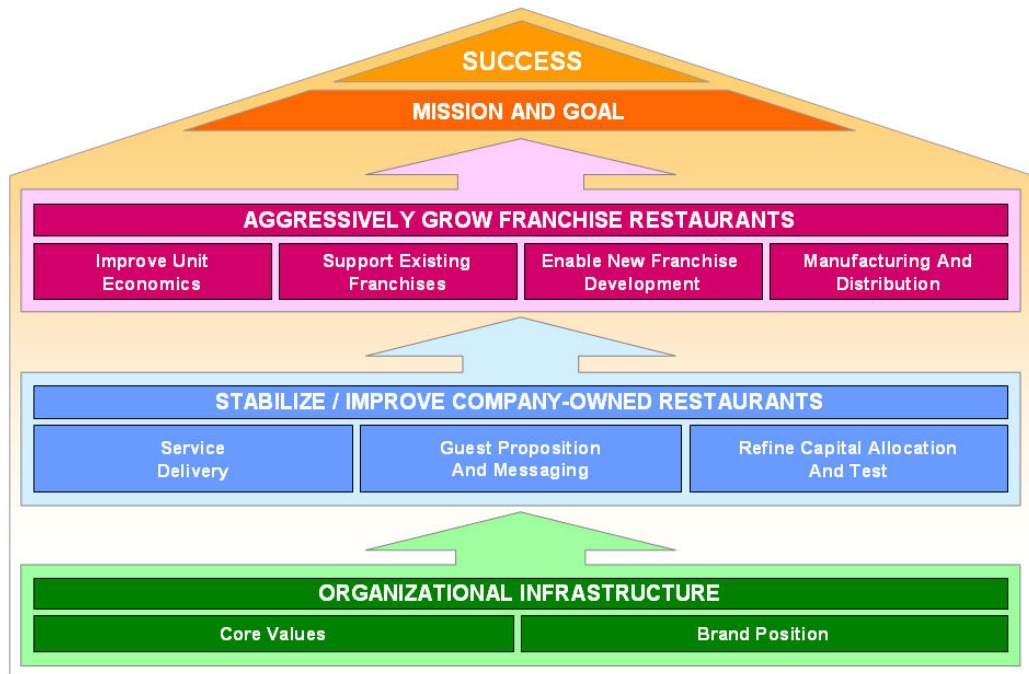 SUCCESS
MISSION AND GOAL
AGGRESSIVELY GROW FRANCHISE RESTAURANTS
Improve Unit
Economics
Support Existing
Franchises
Enable New Franchise
Development
Manufacturing And
Distribution
STABILIZE / IMPROVE COMPANY-OWNED RESTAURANTS
Service
Delivery
Guest Proposition
And Messaging
Refine Capital Allocation
And Test
ORGANIZATIONAL INFRASTRUCTURE
Core Values
Brand Position